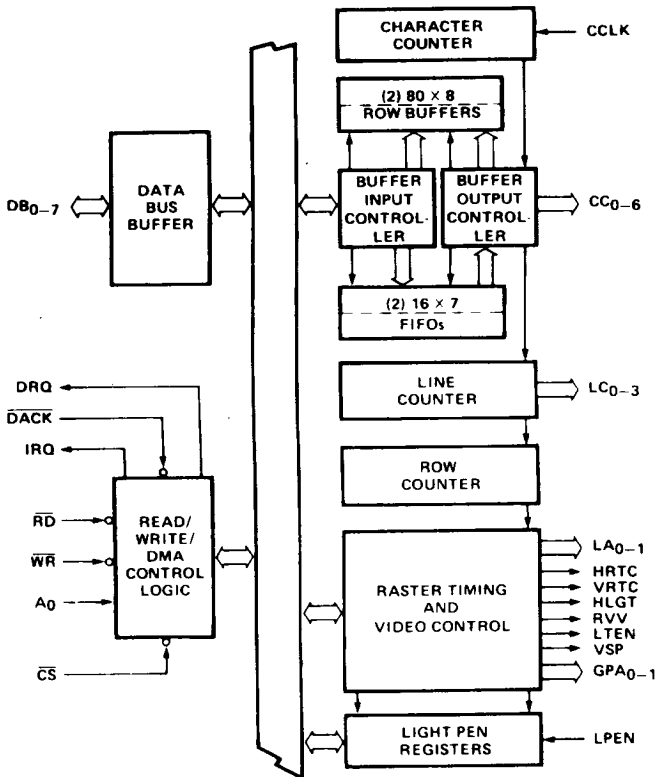 CHARACTER
COUNTER
CCLK
(2) 80 × 8
ROW BUFFERS
DB0–7
DATA
BUS
BUFFER
BUFFER
INPUT
CONTROL-
LER
BUFFER
OUTPUT
CONTROL-
LER
CC0–6
(2) 16 × 7
FIFOs
DRQ
DACK
IRQ
LINE
COUNTER
LC0–3
ROW
COUNTER
RD
WR
A0
CS
READ/
WRITE/
DMA
CONTROL
LOGIC
RASTER TIMING
AND
VIDEO CONTROL
LA0–1
HRTC
VRTC
HLGT
RVV
LTEN
VSP
GPA0–1
LIGHT PEN
REGISTERS
LPEN